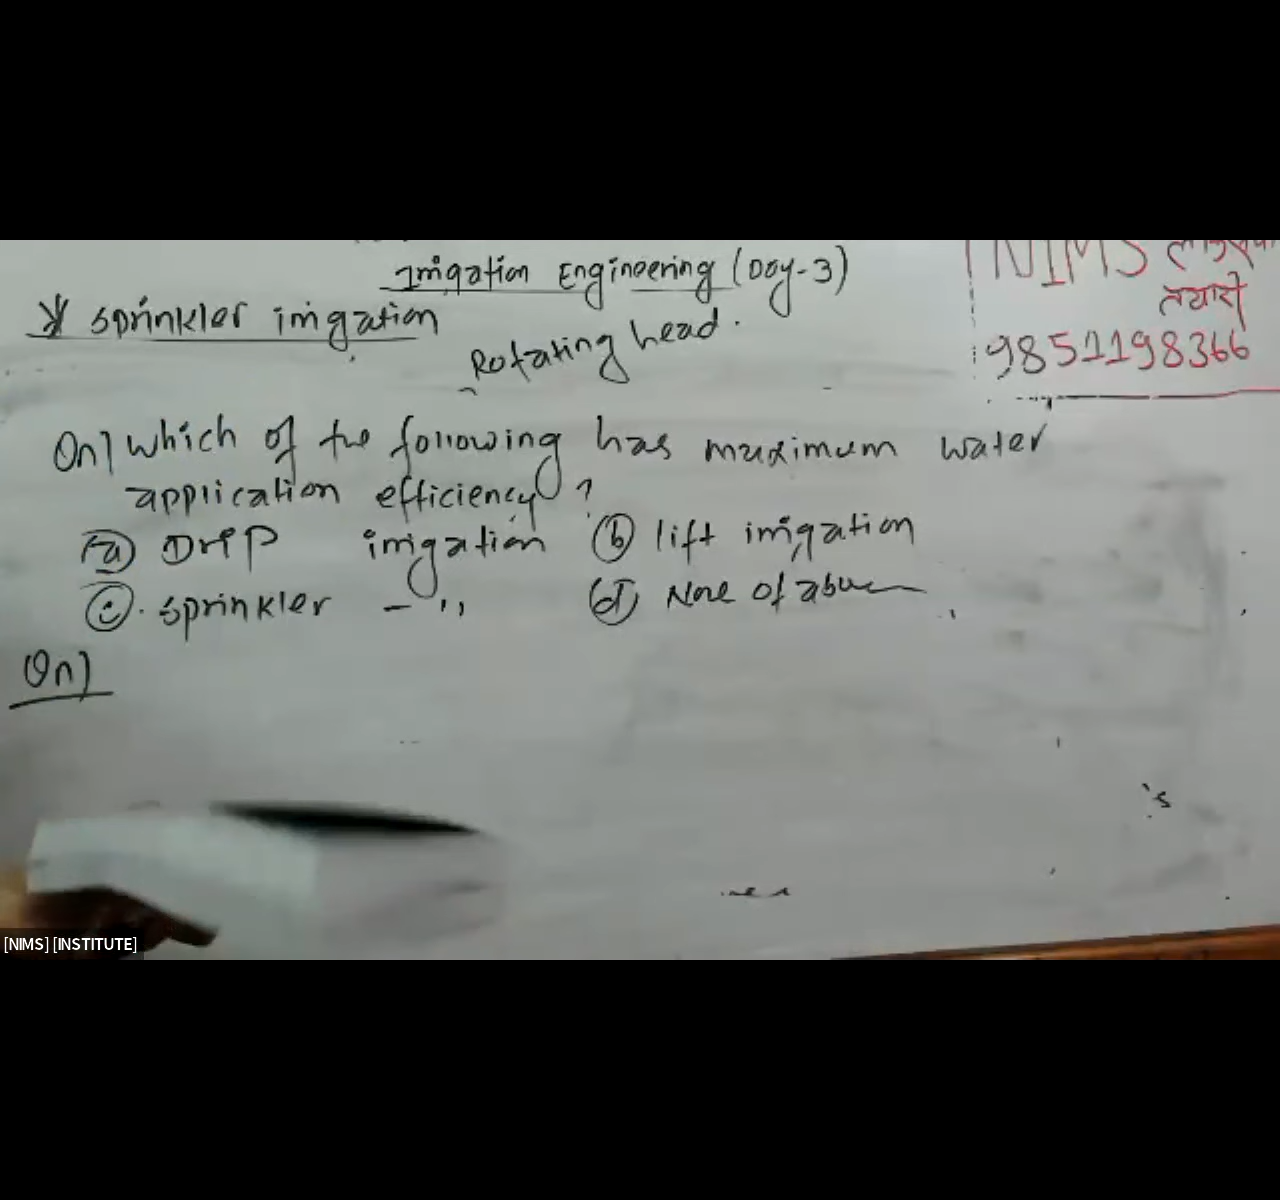 Irrigation Engineering (Day-3)
NIMS
तयारी
9851198366
* sprinkler irrigation
Rotating head.
Qn) which of the following has maximum water
application efficiency?
(a) Drip irrigation (b) lift irrigation
(c). sprinkler - " (d) None of above
Qn)
[NIMS] [INSTITUTE]